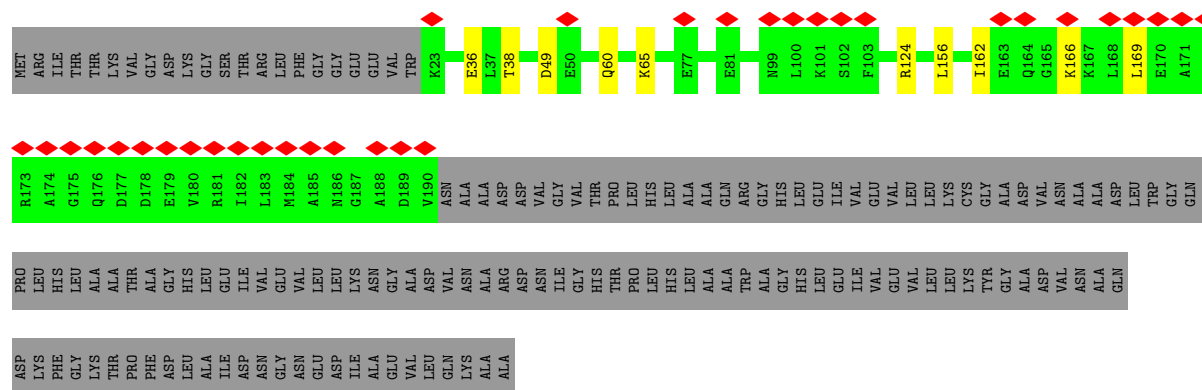 MET ARG ILE THR THR LYS VAL GLY ASP LYS GLY SER THR ARG LEU PHE GLY GLY GLU GLU VAL TRP K23 E36 L37 T38 D49 E50 Q60 K65 E77 E81 N99 L100 K101 S102 F103 R124 L156 I162 E163 Q164 G165 K166 K167 L168 L169 E170 A171
R173 A174 G175 Q176 D177 D178 E179 V180 R181 I182 L183 M184 A185 N186 G187 A188 D189 V190 ASN ALA ALA ASP ASP VAL GLY VAL THR PRO LEU HIS LEU ALA ALA GLN ARG GLY HIS LEU GLU ILE VAL GLU VAL LEU LEU LYS CYS GLY ALA ASP VAL ASN ALA ALA ASP LEU TRP GLY GLN
PRO LEU HIS LEU ALA ALA THR ALA GLY HIS LEU GLU ILE VAL GLU VAL LEU LEU LYS ASN GLY ALA ASP VAL ASN ALA ARG ASP ASN ILE GLY HIS THR PRO LEU HIS LEU ALA ALA TRP ALA GLY HIS LEU GLU ILE VAL GLU VAL LEU LEU LYS TYR GLY ALA ASP VAL ASN ALA GLN
ASP LYS PHE GLY LYS THR PRO PHE ASP LEU ALA ILE ASP ASN GLY ASN GLU ASP ILE ALA GLU VAL LEU GLN LYS ALA ALA